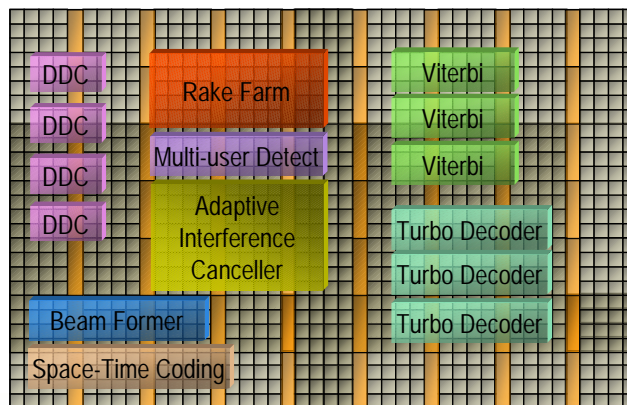 DDC
DDC
DDC
DDC
Rake Farm
Multi-user Detect
Adaptive
Interference
Canceller
Beam Former
Space-Time Coding
Viterbi
Viterbi
Viterbi
Turbo Decoder
Turbo Decoder
Turbo Decoder